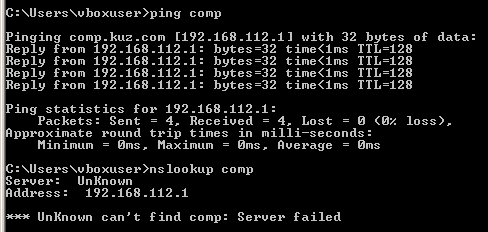 C:\Users\vboxuser>ping comp
Pinging comp.kuz.com [192.168.112.1] with 32 bytes of data:
Reply from 192.168.112.1: bytes=32 time<1ms TTL=128
Reply from 192.168.112.1: bytes=32 time<1ms TTL=128
Reply from 192.168.112.1: bytes=32 time<1ms TTL=128
Reply from 192.168.112.1: bytes=32 time<1ms TTL=128
Ping statistics for 192.168.112.1:
Packets: Sent = 4, Received = 4, Lost = 0 (0% loss),
Approximate round trip times in milli-seconds:
Minimum = 0ms, Maximum = 0ms, Average = 0ms
C:\Users\vboxuser>nslookup comp
Server: UnKnown
Address: 192.168.112.1
*** UnKnown can't find comp: Server failed